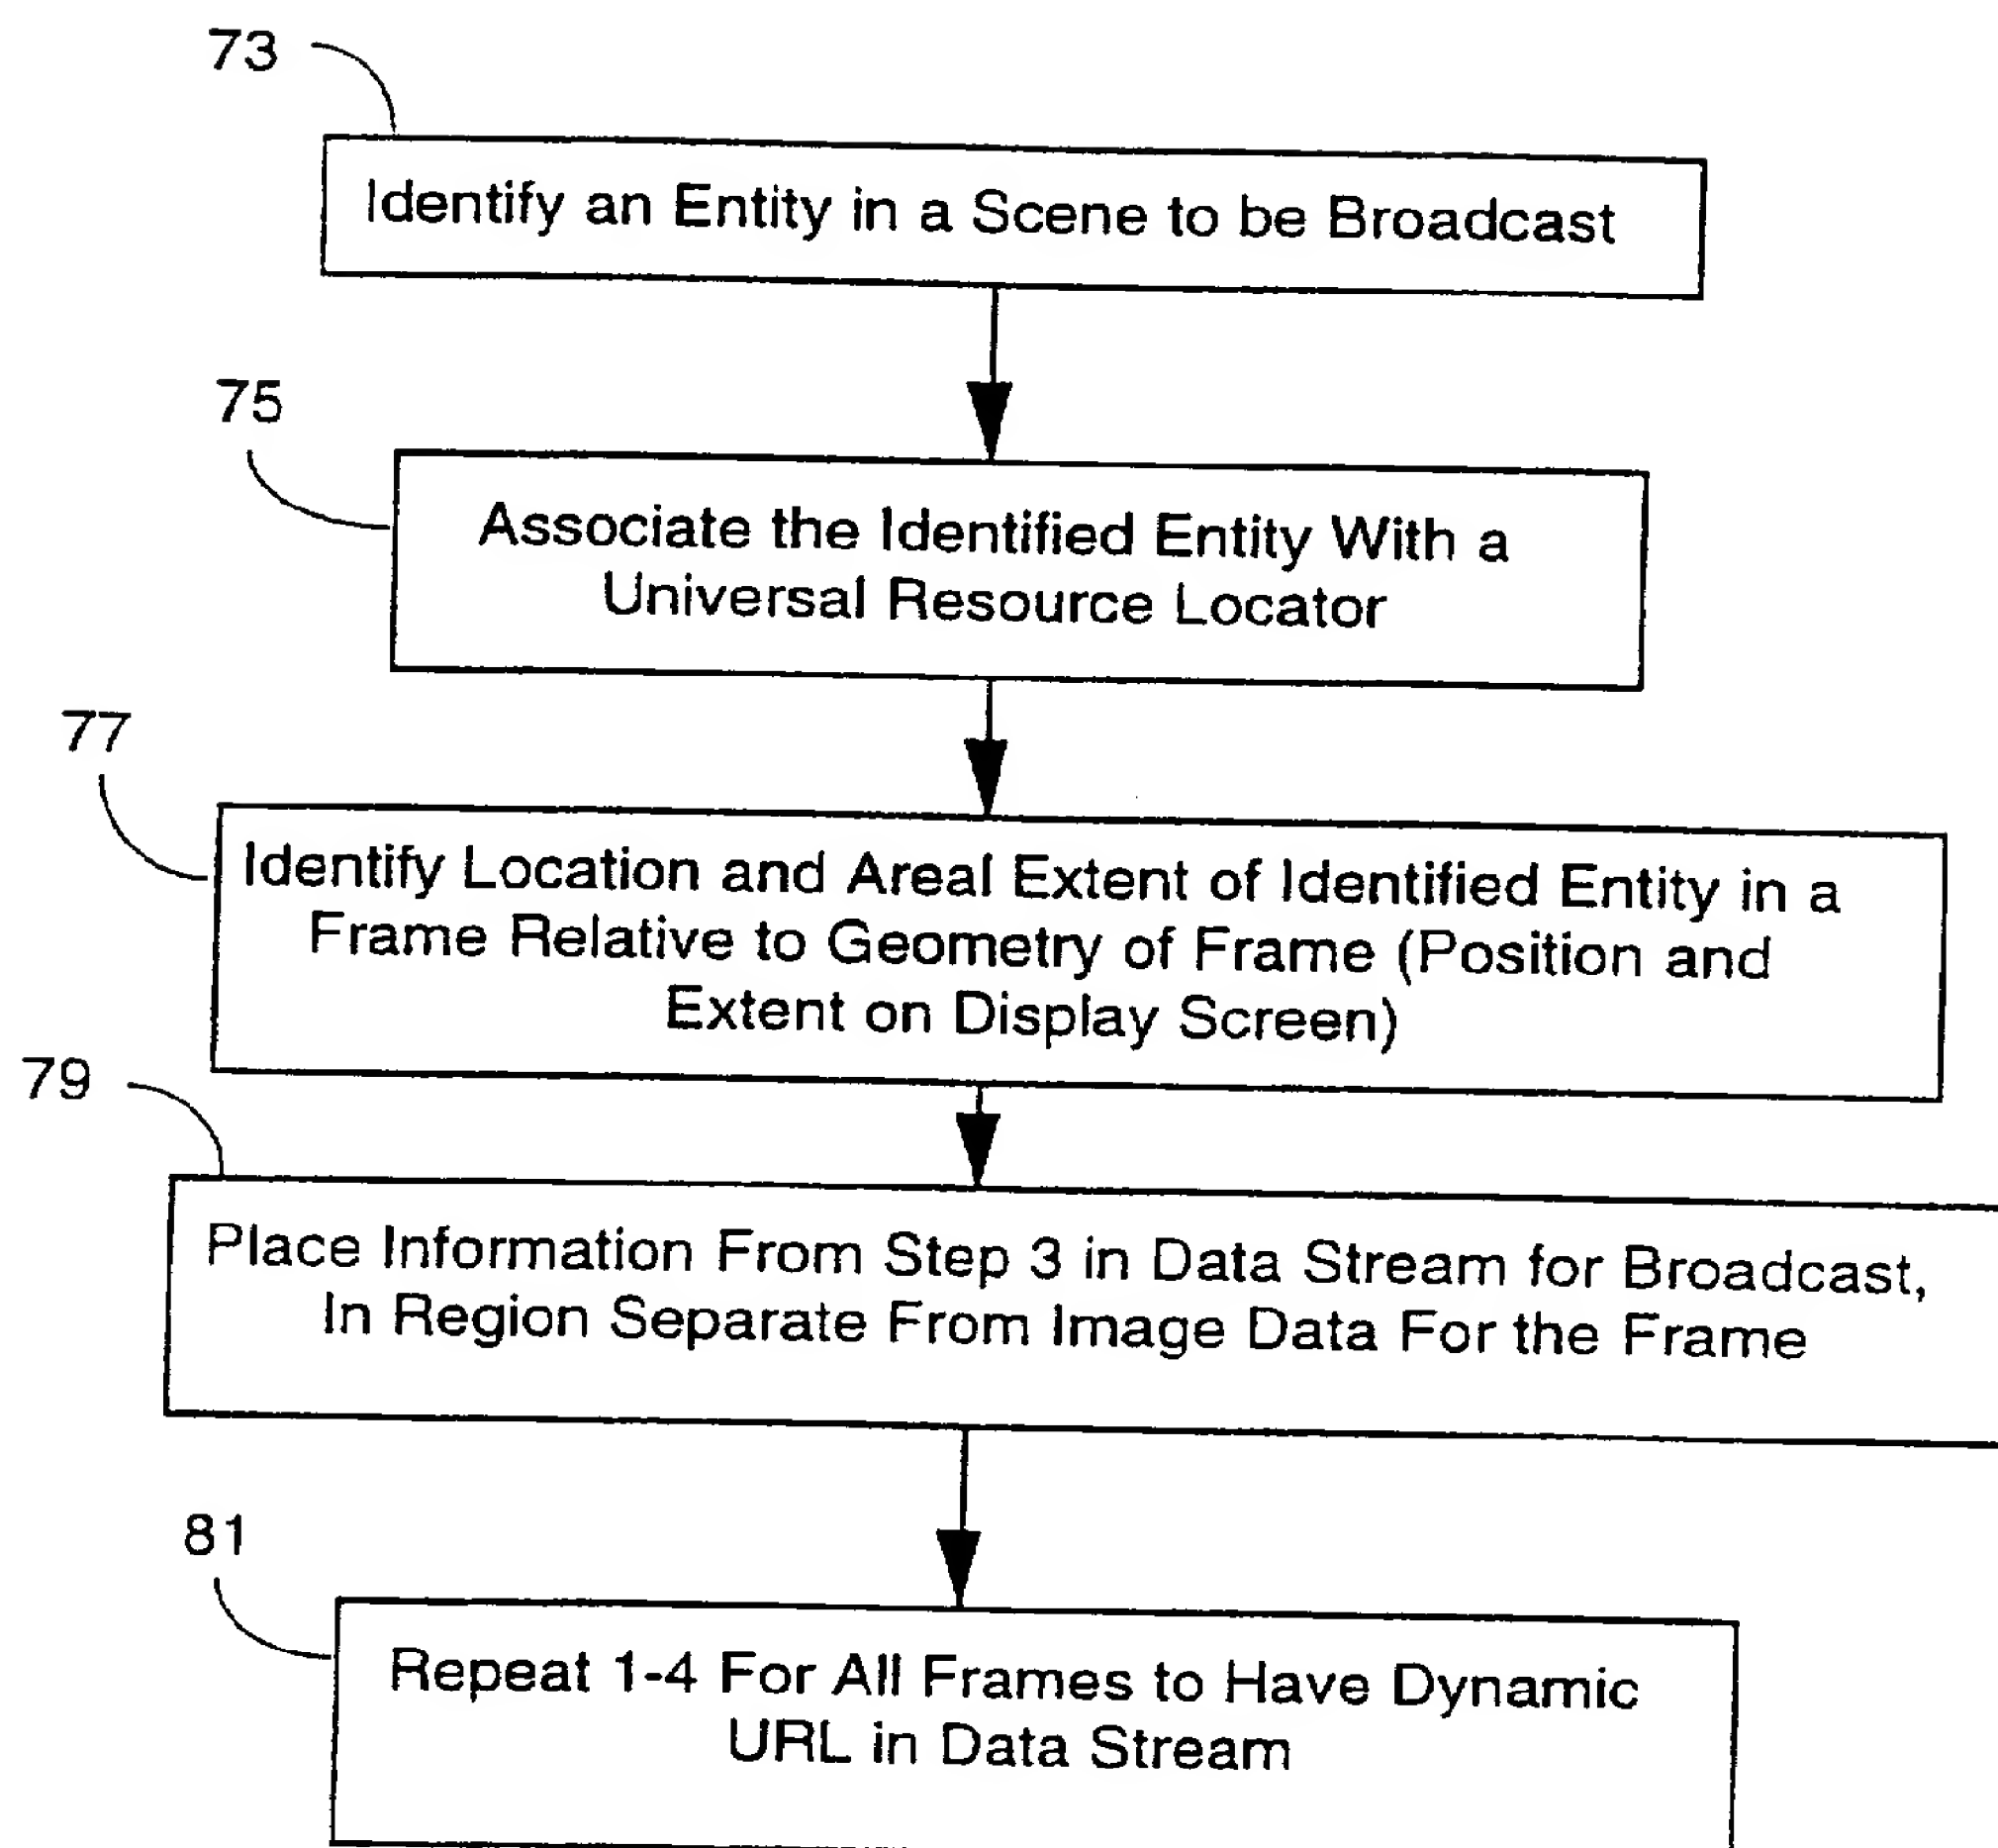 73
Identify an Entity in a Scene to be Broadcast
75
Associate the Identified Entity With a
Universal Resource Locator
77
Identify Location and Areal Extent of Identified Entity in a
Frame Relative to Geometry of Frame (Position and
Extent on Display Screen)
79
Place Information From Step 3 in Data Stream for Broadcast,
In Region Separate From Image Data For the Frame
81
Repeat 1-4 For All Frames to Have Dynamic
URL in Data Stream